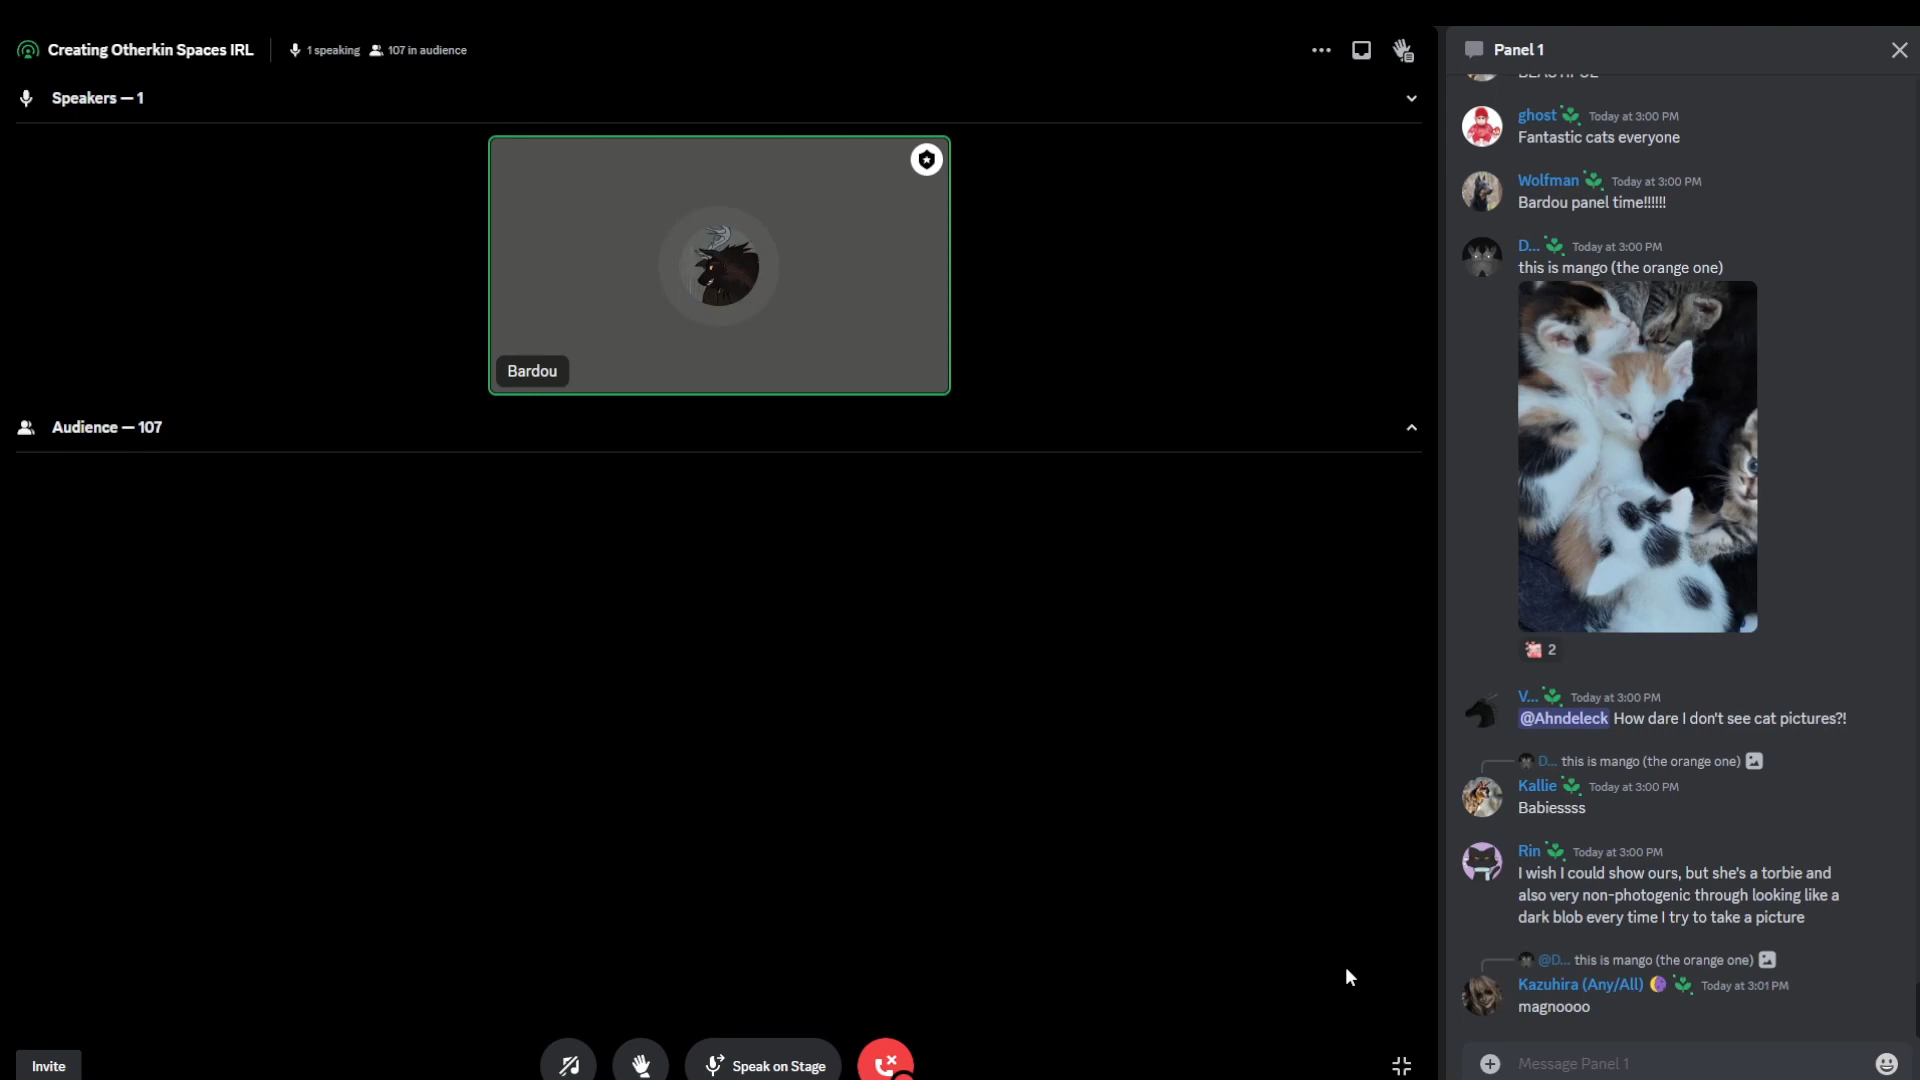 Creating Otherkin Spaces IRL
1 speaking
107 in audience
Speakers — 1
Bardou
Audience — 107
Invite
Speak on Stage
Panel 1
BEAUTIFUL
ghost Today at 3:00 PM
Fantastic cats everyone
Wolfman Today at 3:00 PM
Bardou panel time!!!!!!
D... Today at 3:00 PM
this is mango (the orange one)
2
V... Today at 3:00 PM
@Ahndeleck How dare I don't see cat pictures?!
D... this is mango (the orange one)
Kallie Today at 3:00 PM
Babiessss
Rin Today at 3:00 PM
I wish I could show ours, but she's a torbie and
also very non-photogenic through looking like a
dark blob every time I try to take a picture
@D... this is mango (the orange one)
Kazuhira (Any/All) Today at 3:01 PM
magnoooo
Message Panel 1